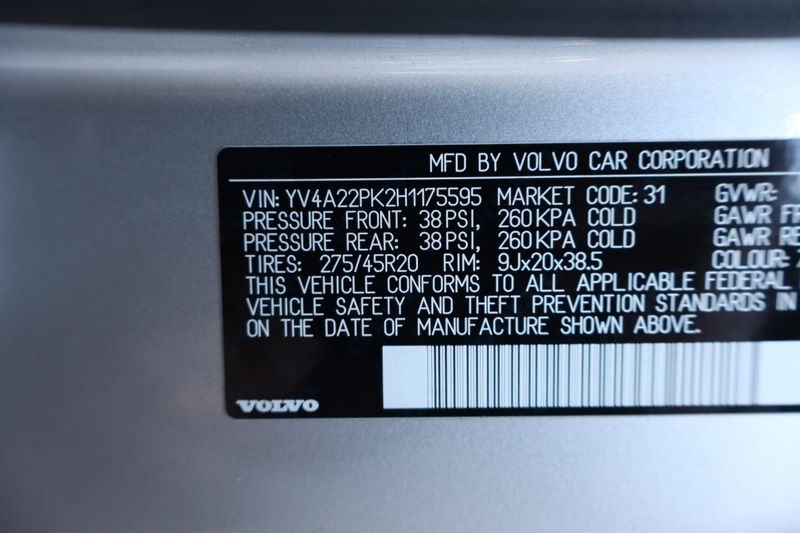 MFD BY VOLVO CAR CORPORATION
VIN: YV4A22PK2H1175595 MARKET CODE: 31 GVWR:
PRESSURE FRONT: 38 PSI, 260 KPA COLD GAWR FR
PRESSURE REAR: 38 PSI, 260 KPA COLD GAWR RE
TIRES: 275/45R20 RIM: 9Jx20x38.5 COLOUR:
THIS VEHICLE CONFORMS TO ALL APPLICABLE FEDERAL
VEHICLE SAFETY AND THEFT PREVENTION STANDARDS IN
ON THE DATE OF MANUFACTURE SHOWN ABOVE.
VOLVO